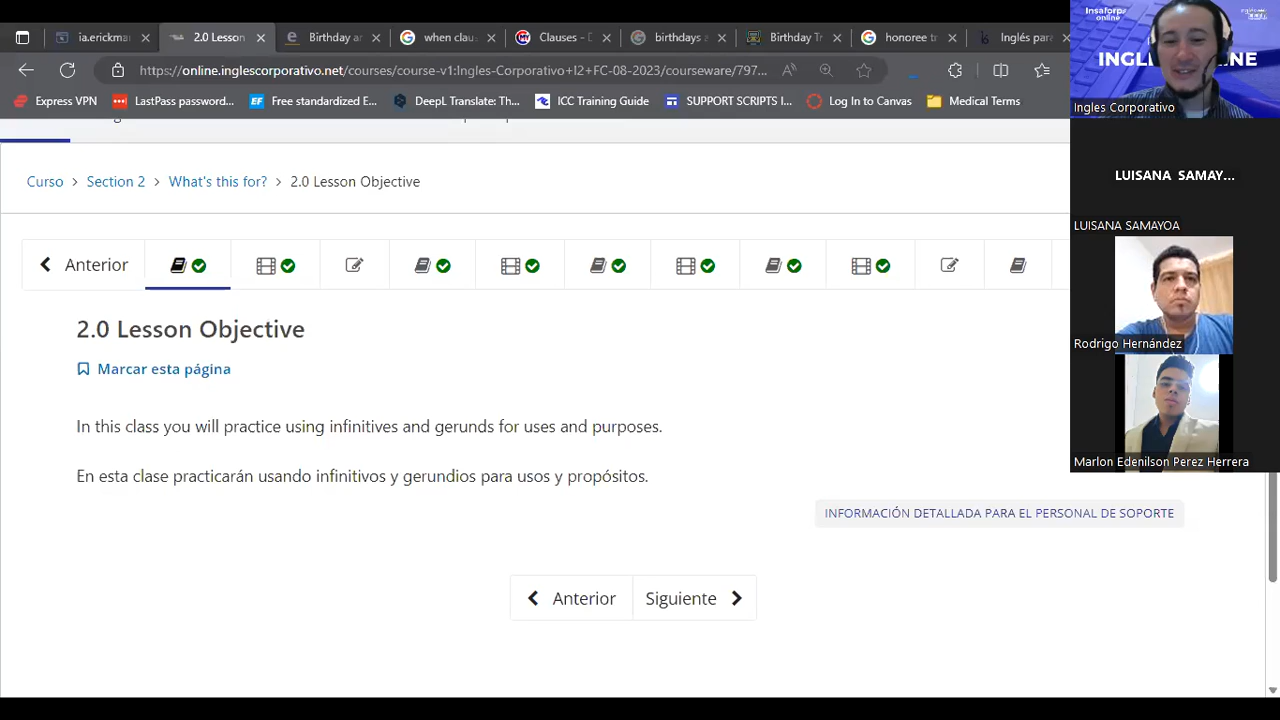 ia.erickma
2.0 Lesson
Birthday ar
when clau
Clauses - D
birthdays a
Birthday Tr
honoree tr
Inglés para
https://online.inglescorporativo.net/courses/course-v1:Ingles-Corporativo+I2+FC-08-2023/courseware/797...
Express VPN
LastPass password...
Free standardized E...
DeepL Translate: Th...
ICC Training Guide
SUPPORT SCRIPTS I...
Log In to Canvas
Medical Terms
Curso > Section 2 > What's this for? > 2.0 Lesson Objective
Anterior
2.0 Lesson Objective
Marcar esta página
In this class you will practice using infinitives and gerunds for uses and purposes.
En esta clase practicarán usando infinitivos y gerundios para usos y propósitos.
INFORMACIÓN DETALLADA PARA EL PERSONAL DE SOPORTE
Anterior
Siguiente
Insaforp
online
Ingles Corporativo
LUISANA SAMAY...
LUISANA SAMAYOA
Rodrigo Hernández
Marlon Edenilson Perez Herrera